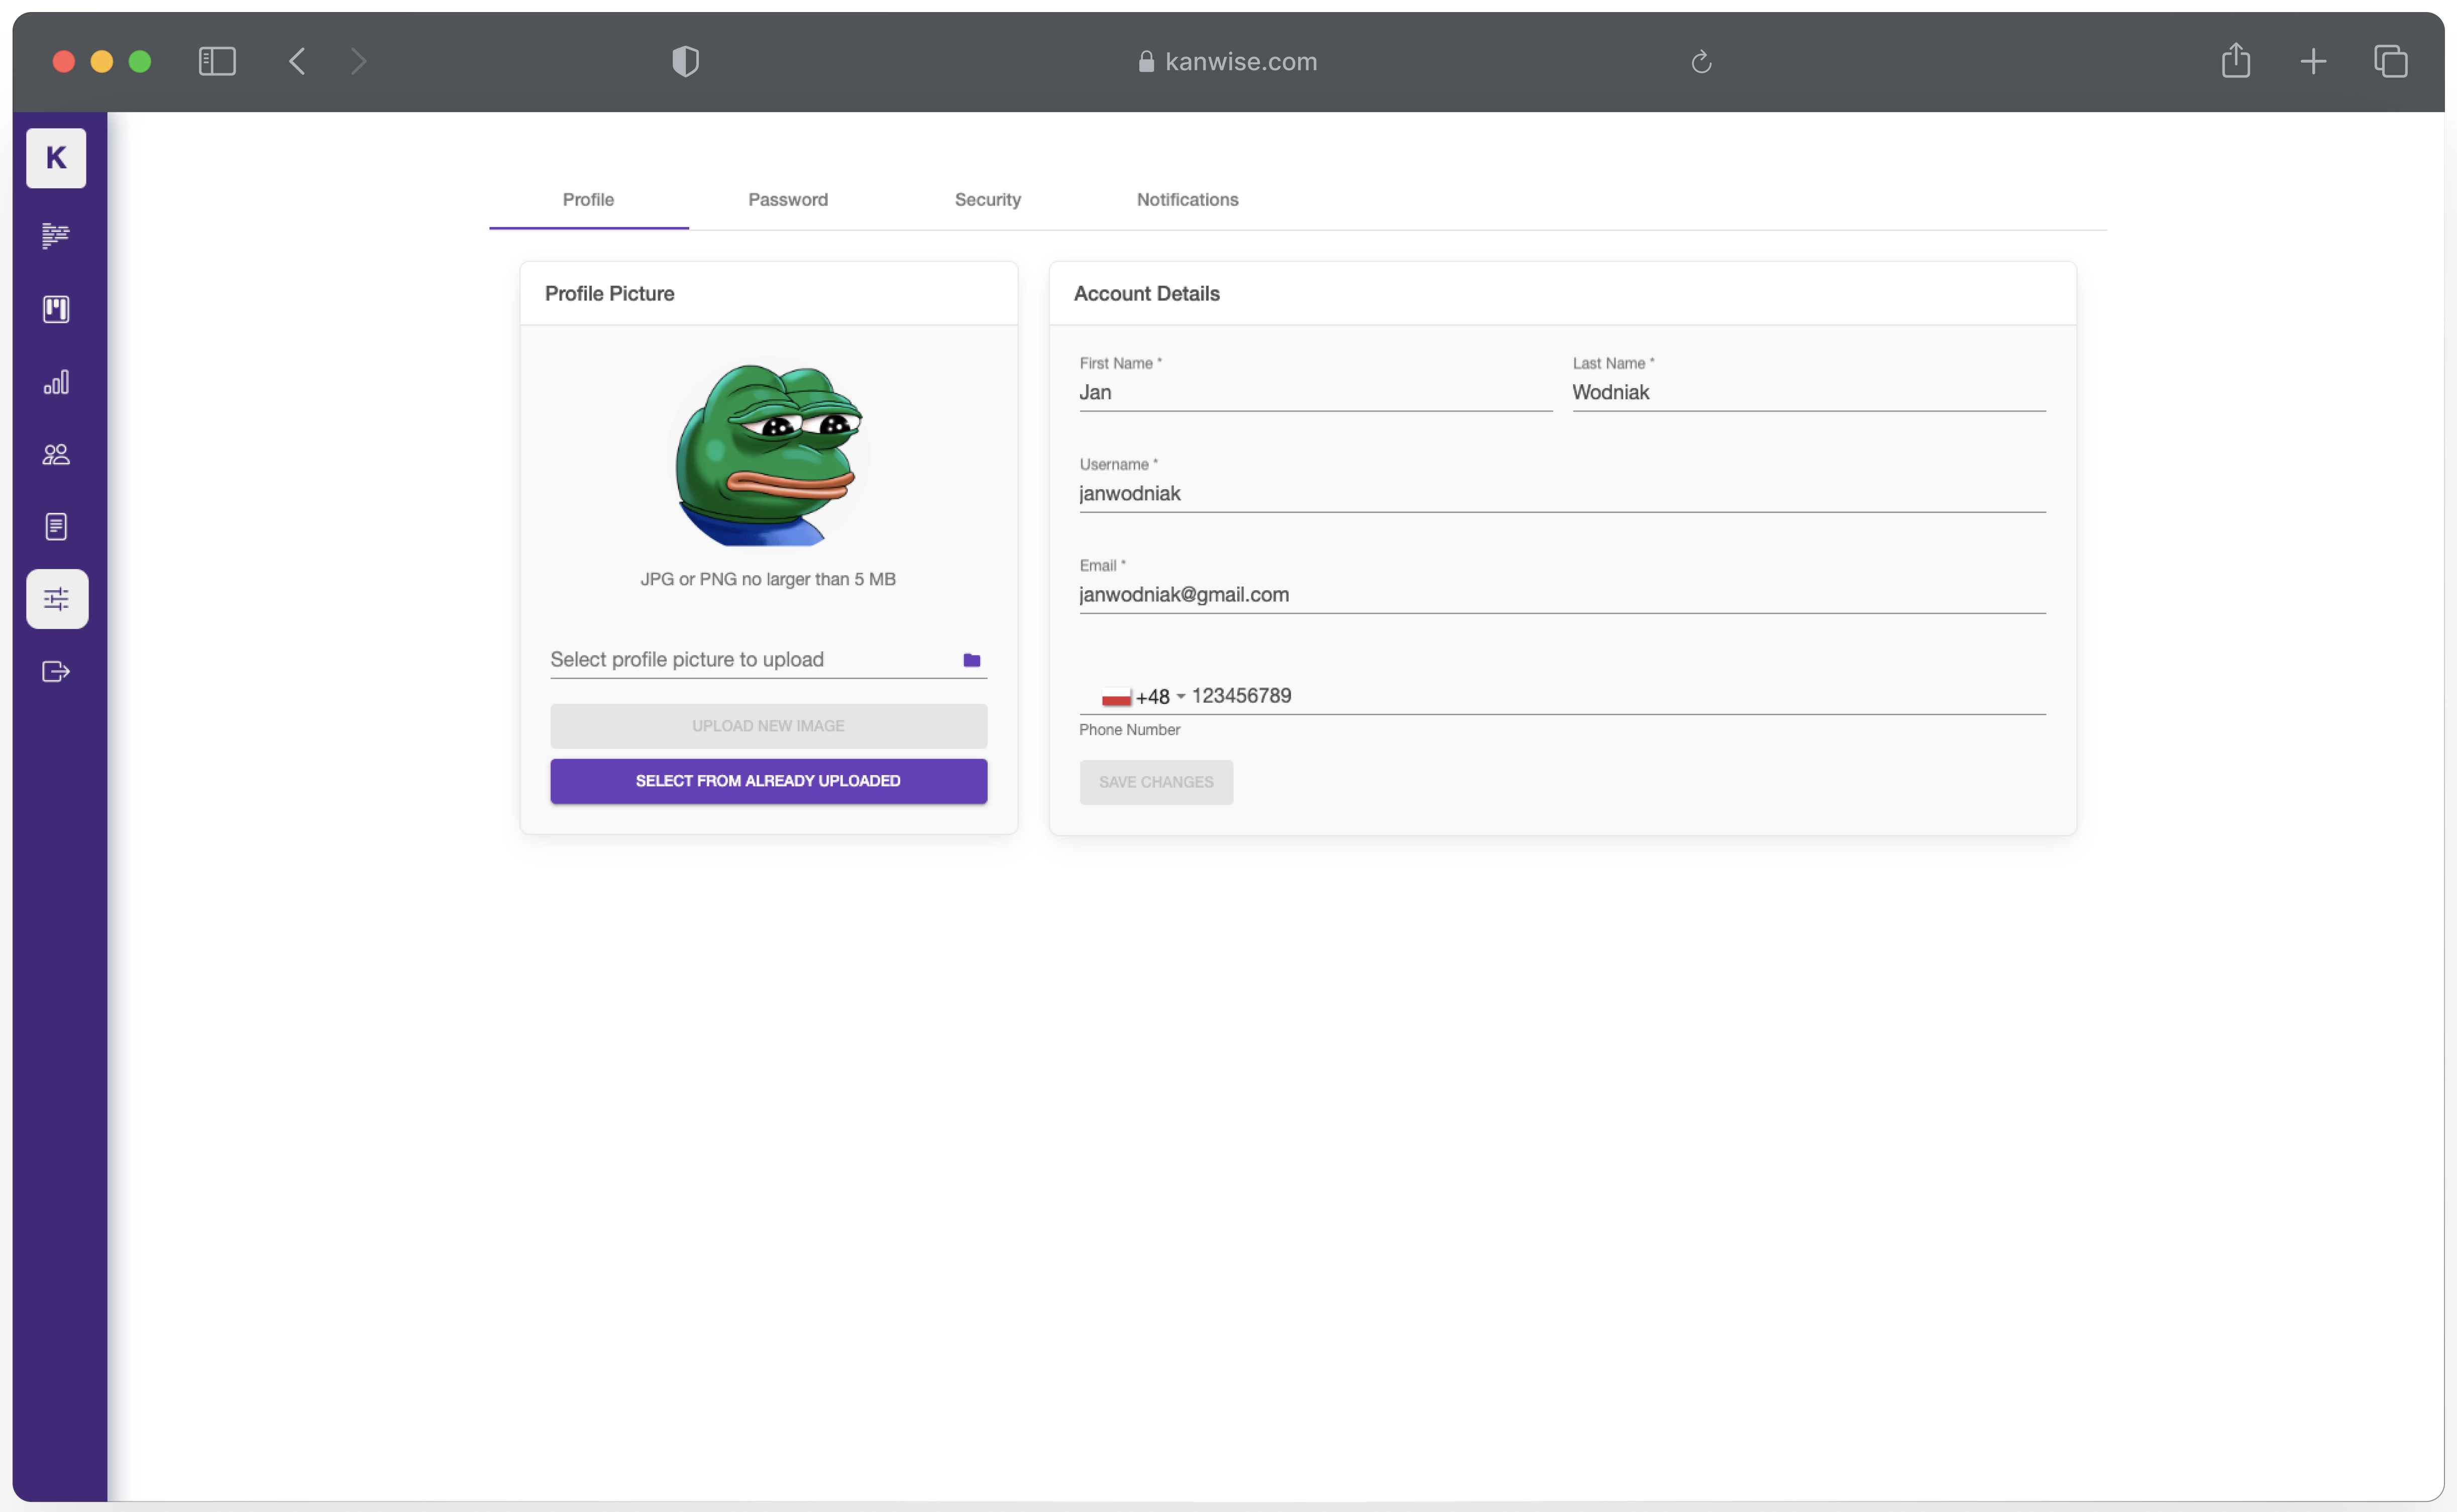 kanwise.com
K
Profile Password Security Notifications
Profile Picture
JPG or PNG no larger than 5 MB
Select profile picture to upload
UPLOAD NEW IMAGE
SELECT FROM ALREADY UPLOADED
Account Details
First Name * Last Name *
Jan Wodniak
Username *
janwodniak
Email *
janwodniak@gmail.com
+48 123456789
Phone Number
SAVE CHANGES